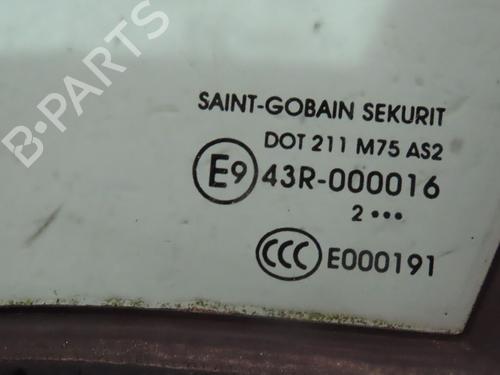 B-PARTS
SAINT-GOBAIN SEKURIT
DOT 211 M75 AS2
E9 43R-000016
2 •••
CCC E000191